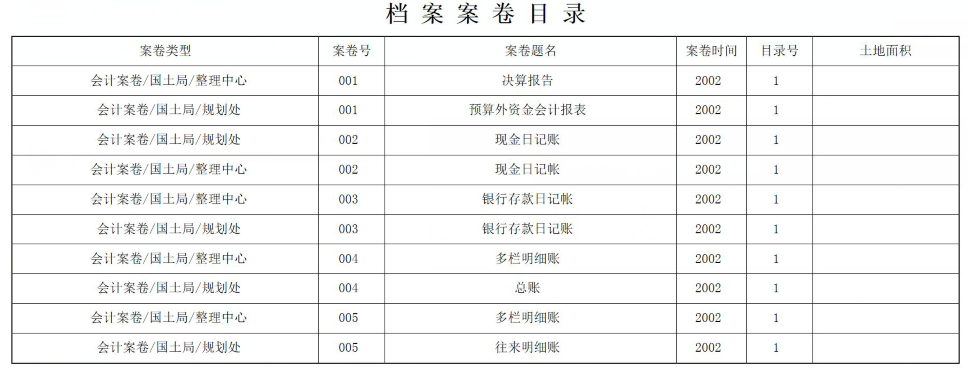 档案案卷目录
案卷类型 案卷号 案卷题名 案卷时间 目录号 土地面积
会计案卷/国土局/整理中心 001 决算报告 2002 1
会计案卷/国土局/规划处 001 预算外资金会计报表 2002 1
会计案卷/国土局/规划处 002 现金日记账 2002 1
会计案卷/国土局/整理中心 002 现金日记帐 2002 1
会计案卷/国土局/整理中心 003 银行存款日记帐 2002 1
会计案卷/国土局/规划处 003 银行存款日记账 2002 1
会计案卷/国土局/整理中心 004 多栏明细账 2002 1
会计案卷/国土局/规划处 004 总账 2002 1
会计案卷/国土局/整理中心 005 多栏明细账 2002 1
会计案卷/国土局/规划处 005 往来明细账 2002 1